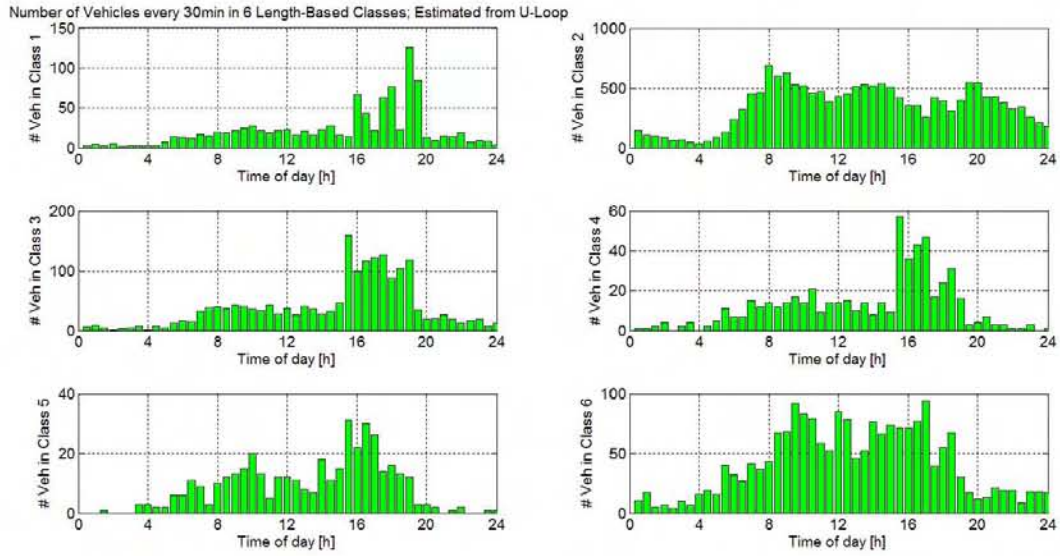 Number of Vehicles every 30min in 6 Length-Based Classes; Estimated from U-Loop
# Veh in Class 1
150
100
50
0
0 4 8 12 16 20 24
Time of day [h]
# Veh in Class 2
1000
500
0
0 4 8 12 16 20 24
Time of day [h]
# Veh in Class 3
200
100
0
0 4 8 12 16 20 24
Time of day [h]
# Veh in Class 4
60
40
20
0
0 4 8 12 16 20 24
Time of day [h]
# Veh in Class 5
40
20
0
0 4 8 12 16 20 24
Time of day [h]
# Veh in Class 6
100
50
0
0 4 8 12 16 20 24
Time of day [h]